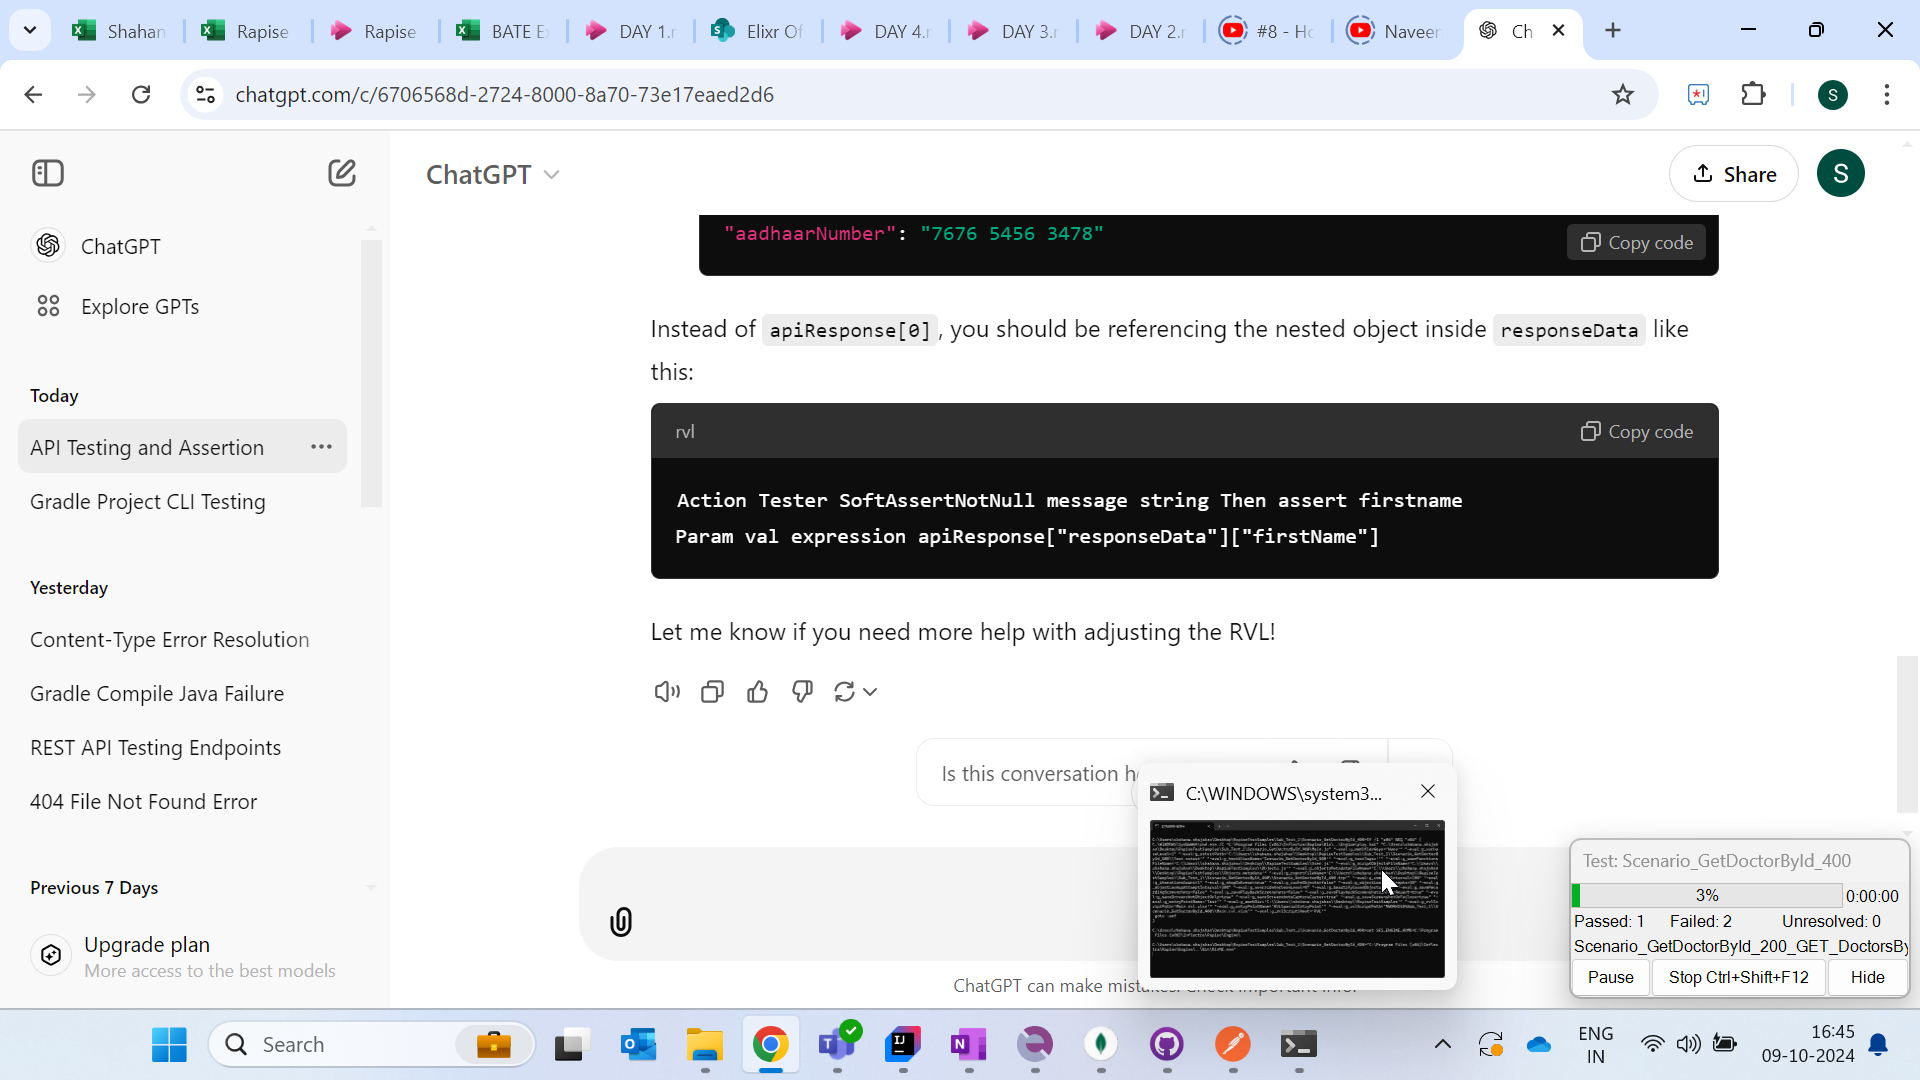 Shahan
Rapise
Rapise
BATE E
DAY 1.r
Elixr Of
DAY 4.r
DAY 3.r
DAY 2.r
#8 - Ho
Naveer
Ch
chatgpt.com/c/6706568d-2724-8000-8a70-73e17eaed2d6
S
ChatGPT
Share
S
ChatGPT
Explore GPTs
Today
API Testing and Assertion
Gradle Project CLI Testing
Yesterday
Content-Type Error Resolution
Gradle Compile Java Failure
REST API Testing Endpoints
404 File Not Found Error
Previous 7 Days
Upgrade plan
More access to the best models
"aadhaarNumber": "7676 5456 3478"
Copy code
Instead of apiResponse[0], you should be referencing the nested object inside responseData like
this:
rvl
Copy code
Action Tester SoftAssertNotNull message string Then assert firstname
Param val expression apiResponse["responseData"]["firstName"]
Let me know if you need more help with adjusting the RVL!
Is this conversation h
C:\WINDOWS\system3...
ChatGPT can make mistakes. Check important info.
Test: Scenario_GetDoctorById_400
3%
0:00:00
Passed: 1 Failed: 2 Unresolved: 0
Scenario_GetDoctorById_200_GET_DoctorsBy
Pause
Stop Ctrl+Shift+F12
Hide
Search
ENG
IN
16:45
09-10-2024